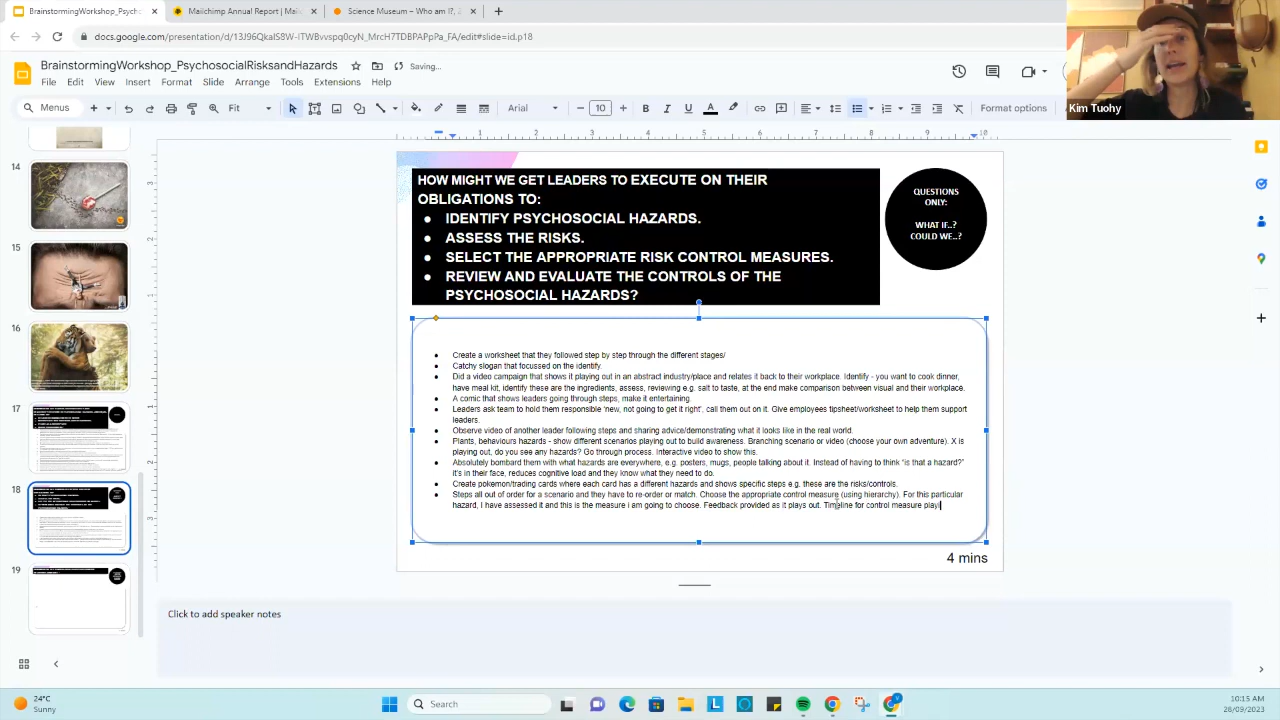 BrainstormingWorkshop_Psych
Mailchimp Annual Report | Mail
Science Museum – Who am I?, J
docs.google.com/presentation/d/
/edit#slide=id.p18
BrainstormingWorkshop_PsychosocialRisksandHazards
Saving...
File Edit View Insert Format Slide Arrange Tools Extensions Help
Menus
Fit
Arial
10
Format options
Kim Tuohy
14
15
16
17
18
19
HOW MIGHT WE GET LEADERS TO EXECUTE ON THEIR
OBLIGATIONS TO:
● IDENTIFY PSYCHOSOCIAL HAZARDS.
● ASSESS THE RISKS.
● SELECT THE APPROPRIATE RISK CONTROL MEASURES.
● REVIEW AND EVALUATE THE CONTROLS OF THE
PSYCHOSOCIAL HAZARDS?
QUESTIONS
ONLY:
WHAT IF..?
COULD WE..?
● Create a worksheet that they followed step by step through the different stages/
● Catchy slogan that focussed on the identify.
● Did a video campaign that shows it playing out in an abstract industry/place and relates it back to their workplace. Identify - you want to cook dinner,
have meal kit, identify these are the ingredients, assess, reviewing e.g. salt to taste, at the end make comparison between visual and their workplace.
A comic that shows leaders going through steps, make it entertaining.
● Leaders ask team to hold them responsible 'new, not going to get it right', call them out on it. Give employees tipsheet/worksheet to help them support
leaders.
● Observe video of another leader following steps and sharing advice/demonstrating what it looks like in the real world.
● Placing behavioural hazards - show different scenarios playing out to build awareness. Branching scenario or video (choose your own adventure). X is
playing out, do you see any hazards? Go through process. Interactive video to showcase.
● Absolutely bombard sites with what hazards are everywhere, e.g. posters, mugs, people talking about it. Instead of having to think “is that a hazard?”
It's in their face, reduces cognitive load and they know what they need to do.
● Create set of playing cards where each card has a different hazards and shows the process e.g. these are the risks/controls.
● Steps are out of sequence on screen and they have to re-order or match. Choose the appropriate control measure (using hierarchy). For this particular
hazard, I have assessed it and this is the measure I am going to choose. Feedback provided on it plays out. Timeline for control measure playi
4 mins
Click to add speaker notes
24°C
Sunny
Search
10:15 AM
26/09/2023